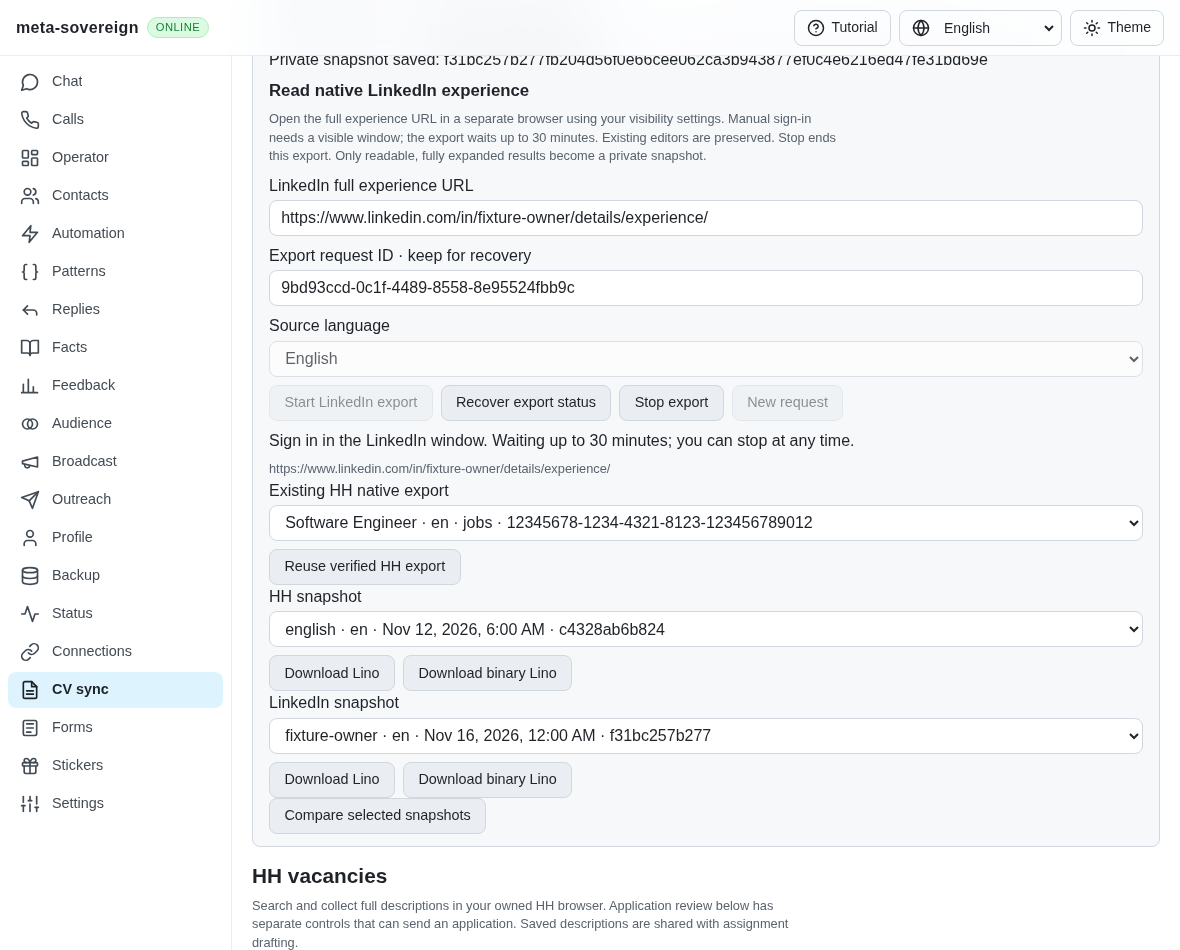 meta-sovereign ONLINE Tutorial English Theme
Chat
Calls
Operator
Contacts
Automation
Patterns
Replies
Facts
Feedback
Audience
Broadcast
Outreach
Profile
Backup
Status
Connections
CV sync
Forms
Stickers
Settings
Private snapshot saved: f31bc257b277fb204d56f0e66cee062ca3b943877ef0c4e6216ed47fe31bd69e
Read native LinkedIn experience
Open the full experience URL in a separate browser using your visibility settings. Manual sign-in
needs a visible window; the export waits up to 30 minutes. Existing editors are preserved. Stop ends
this export. Only readable, fully expanded results become a private snapshot.
LinkedIn full experience URL
https://www.linkedin.com/in/fixture-owner/details/experience/
Export request ID · keep for recovery
9bd93ccd-0c1f-4489-8558-8e95524fbb9c
Source language
English
Start LinkedIn export Recover export status Stop export New request
Sign in in the LinkedIn window. Waiting up to 30 minutes; you can stop at any time.
https://www.linkedin.com/in/fixture-owner/details/experience/
Existing HH native export
Software Engineer · en · jobs · 12345678-1234-4321-8123-123456789012
Reuse verified HH export
HH snapshot
english · en · Nov 12, 2026, 6:00 AM · c4328ab6b824
Download Lino Download binary Lino
LinkedIn snapshot
fixture-owner · en · Nov 16, 2026, 12:00 AM · f31bc257b277
Download Lino Download binary Lino
Compare selected snapshots
HH vacancies
Search and collect full descriptions in your owned HH browser. Application review below has
separate controls that can send an application. Saved descriptions are shared with assignment
drafting.